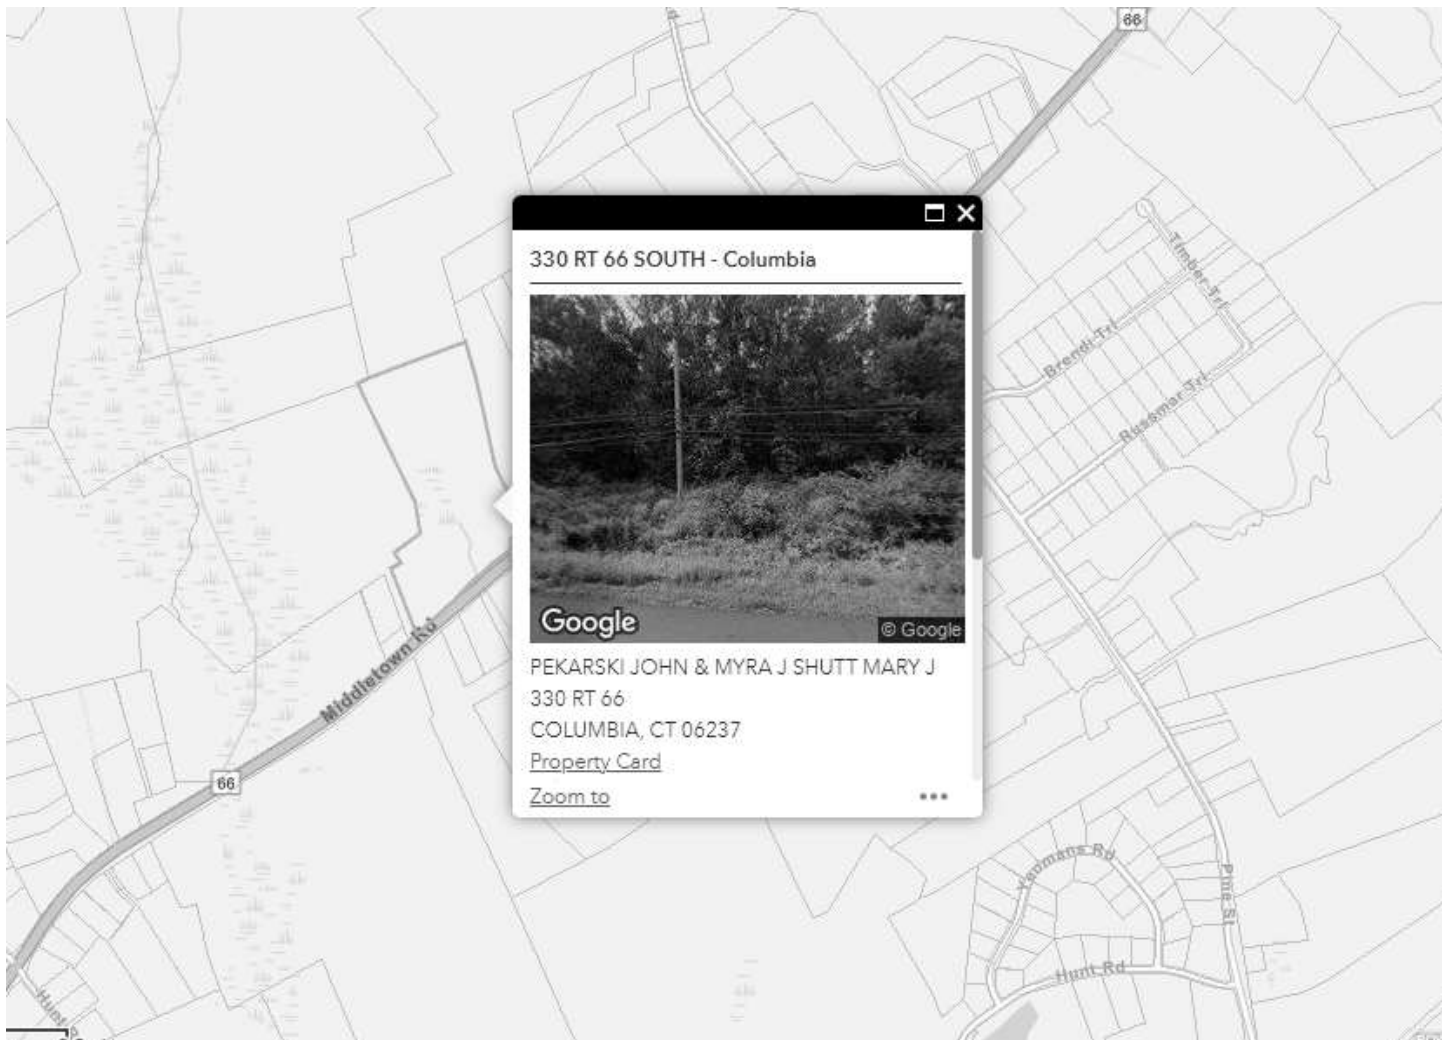 66
330 RT 66 SOUTH - Columbia
Timber Trl
Brendi Trl
Russmar Trl
Google
© Google
Middletown Rd
PEKARSKI JOHN & MYRA J SHUTT MARY J
330 RT 66
COLUMBIA, CT 06237
Property Card
66
Zoom to
Yeomans Rd
Pine St
Hunt Rd